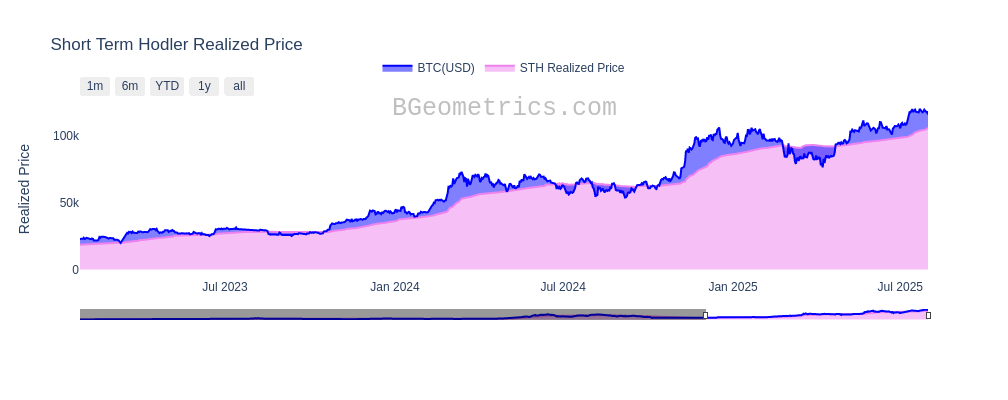 Short Term Hodler Realized Price
BTC(USD) STH Realized Price
1m 6m YTD 1y all
BGeometrics.com
Realized Price
100k
50k
0
Jul 2023 Jan 2024 Jul 2024 Jan 2025 Jul 2025